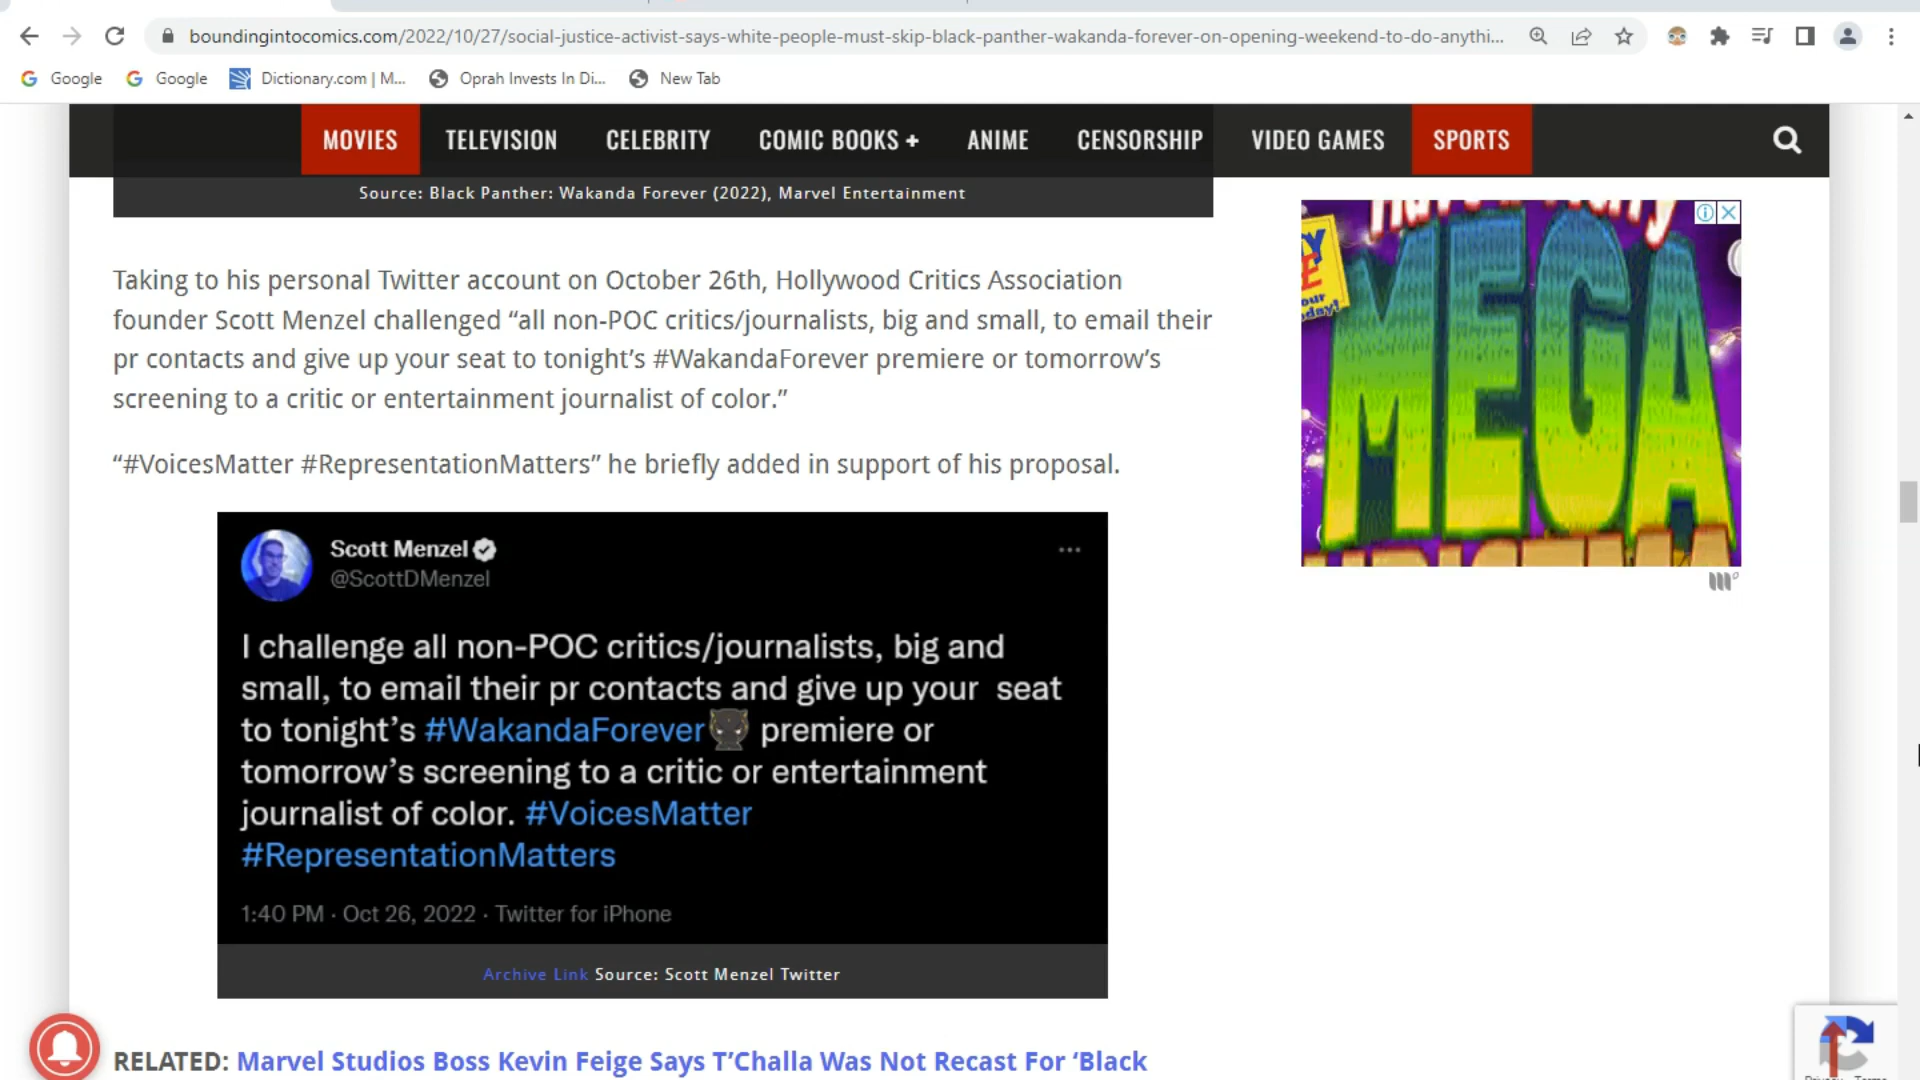 boundingintocomics.com/2022/10/27/social-justice-activist-says-white-people-must-skip-black-panther-wakanda-forever-on-opening-weekend-to-do-anythi...
Google Google Dictionary.com | M... Oprah Invests In Di... New Tab
MOVIES TELEVISION CELEBRITY COMIC BOOKS + ANIME CENSORSHIP VIDEO GAMES SPORTS
Source: Black Panther: Wakanda Forever (2022), Marvel Entertainment
Taking to his personal Twitter account on October 26th, Hollywood Critics Association
founder Scott Menzel challenged “all non-POC critics/journalists, big and small, to email their
pr contacts and give up your seat to tonight’s #WakandaForever premiere or tomorrow’s
screening to a critic or entertainment journalist of color.”
“#VoicesMatter #RepresentationMatters” he briefly added in support of his proposal.
Scott Menzel
@ScottDMenzel
I challenge all non-POC critics/journalists, big and
small, to email their pr contacts and give up your seat
to tonight’s #WakandaForever premiere or
tomorrow’s screening to a critic or entertainment
journalist of color. #VoicesMatter
#RepresentationMatters
1:40 PM · Oct 26, 2022 · Twitter for iPhone
Archive Link Source: Scott Menzel Twitter
RELATED: Marvel Studios Boss Kevin Feige Says T’Challa Was Not Recast For ‘Black
MEGA